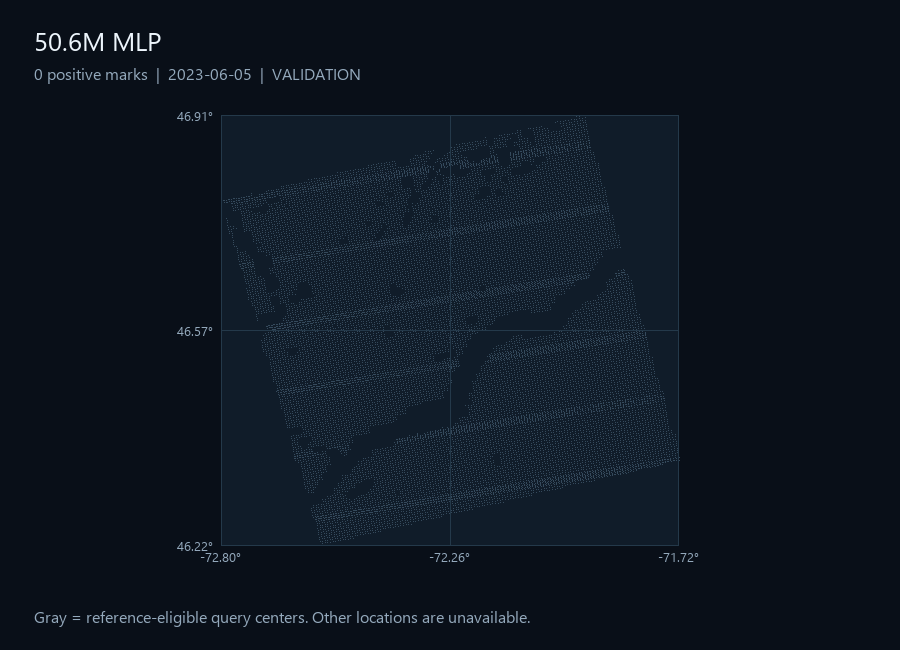 50.6M MLP
0 positive marks | 2023-06-05 | VALIDATION
46.91°
46.57°
46.22°
-72.80°
-72.26°
-71.72°
Gray = reference-eligible query centers. Other locations are unavailable.